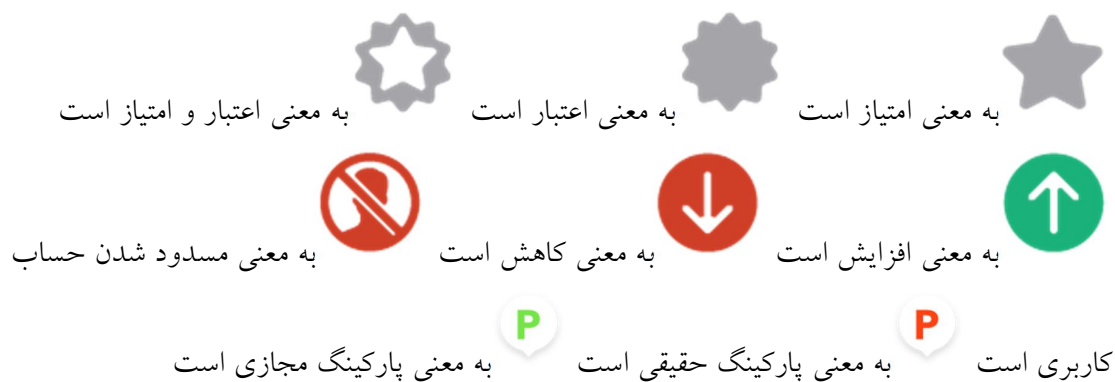 به معنی امتیاز است به معنی اعتبار است به معنی اعتبار و امتیاز است
به معنی افزایش است به معنی کاهش است به معنی مسدود شدن حساب
کاربری است P به معنی پارکینگ حقیقی است P به معنی پارکینگ مجازی است